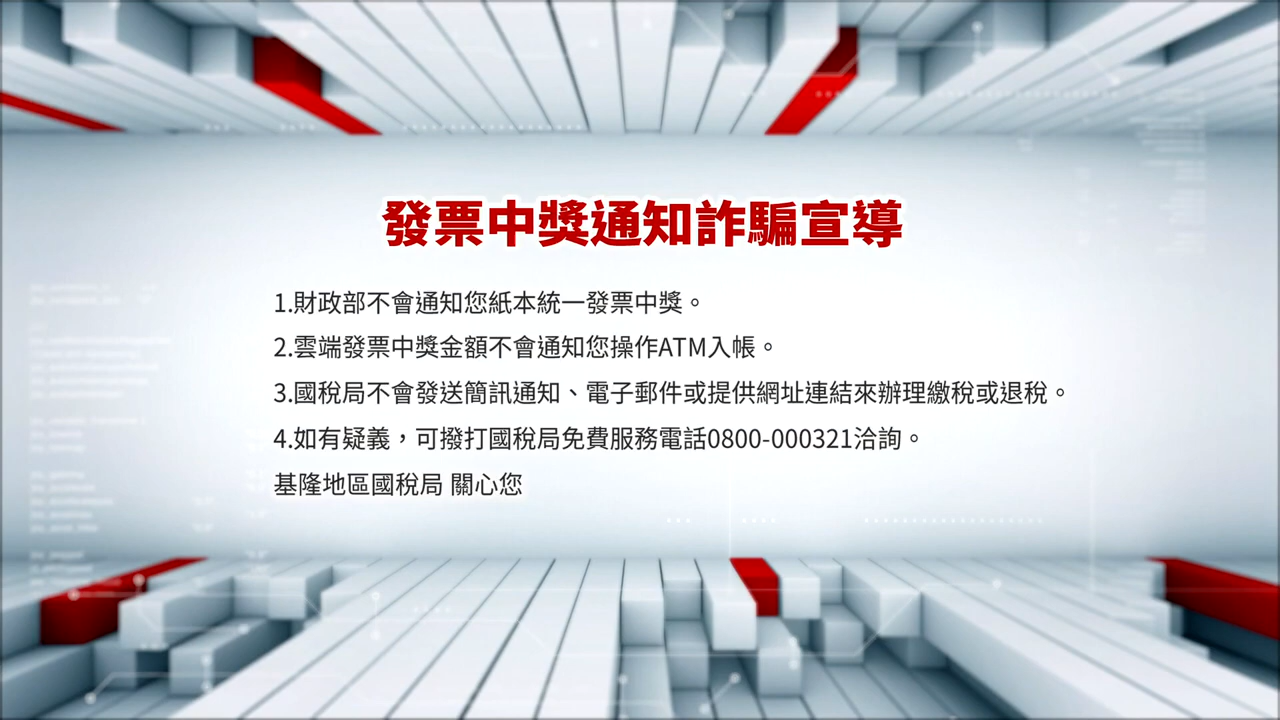 發票中獎通知詐騙宣導
1.財政部不會通知您紙本統一發票中獎。
2.雲端發票中獎金額不會通知您操作ATM入帳。
3.國稅局不會發送簡訊通知、電子郵件或提供網址連結來辦理繳稅或退稅。
4.如有疑義，可撥打國稅局免費服務電話0800-000321洽詢。
基隆地區國稅局 關心您